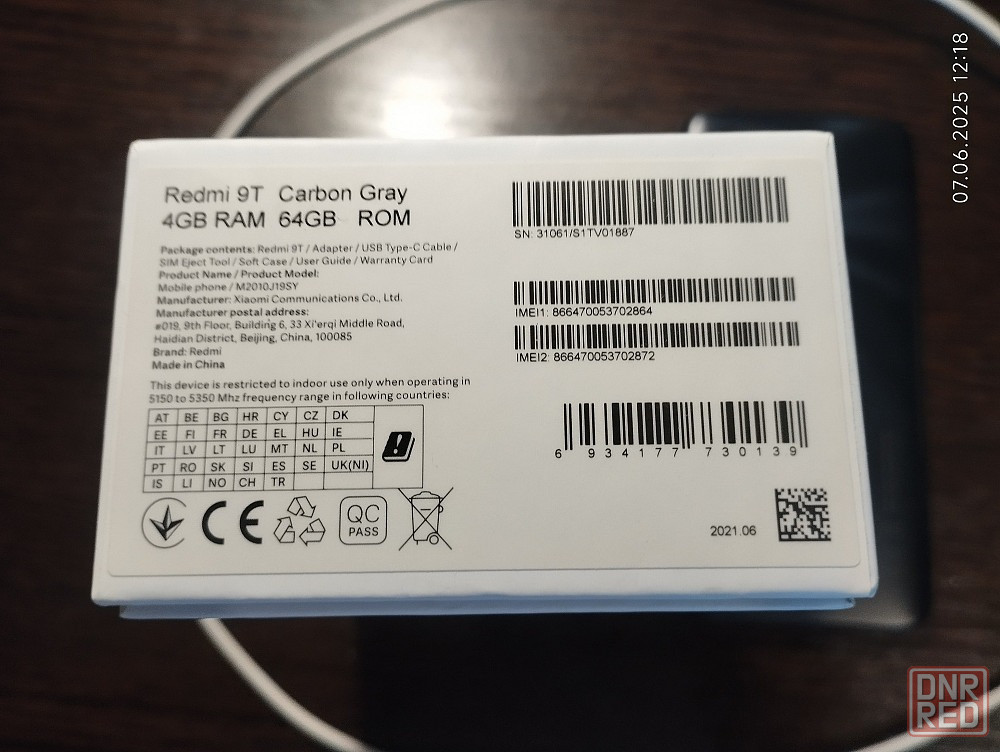 Redmi 9T Carbon Gray
4GB RAM 64GB ROM
Package contents: Redmi 9T / Adapter / USB Type-C Cable /
SIM Eject Tool / Soft Case / User Guide / Warranty Card
Product Name / Product Model:
Mobile phone / M2010J19SY
Manufacturer: Xiaomi Communications Co., Ltd.
Manufacturer postal address:
#019, 9th Floor, Building 6, 33 Xi'erqi Middle Road,
Haidian District, Beijing, China, 100085
Brand: Redmi
Made in China
This device is restricted to indoor use only when operating in
5150 to 5350 Mhz frequency range in following countries:
AT BE BG HR CY CZ DK
EE FI FR DE EL HU IE
IT LV LT LU MT NL PL
PT RO SK SI ES SE UK(NI)
IS LI NO CH TR
CE
QC
PASS
SN: 31061/S1TV01887
IMEI1: 866470053702864
IMEI2: 866470053702872
6 934177 730139
2021.06
07.06.2025 12:18
DNR
RED